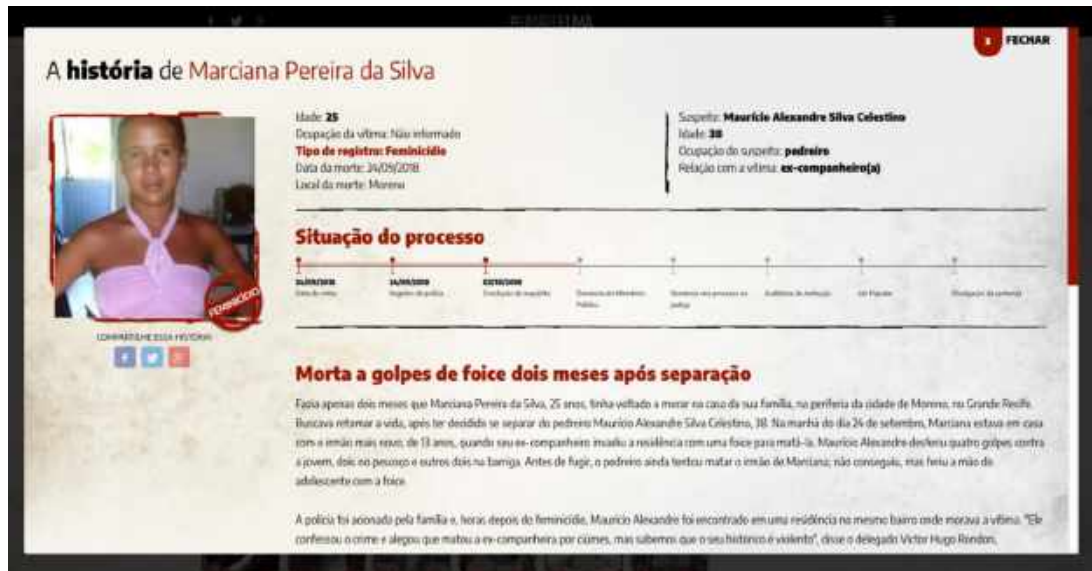 FECHAR
A história de Marciana Pereira da Silva
Idade: 25
Ocupação da vítima: Não informado
Tipo de registro: Feminicídio
Data da morte: 24/09/2018
Local da morte: Moreno
Suspeito: Maurício Alexandre Silva Celestino
Idade: 38
Ocupação do suspeito: pedreiro
Relação com a vítima: ex-companheiro(a)
FEMINICÍDIO
COMPARTILHE ESSA HISTÓRIA
Situação do processo
24/09/2018
Morta a golpes de foice dois meses após separação
Fazia apenas dois meses que Marciana Pereira da Silva, 25 anos, tinha voltado a morar na casa da sua família, na periferia da cidade de Moreno, no Grande Recife.
Buscava retomar a vida, após ter decidido se separar do pedreiro Maurício Alexandre Silva Celestino, 38. Na manhã do dia 24 de setembro, Marciana estava em casa
com o irmão mais novo, de 13 anos, quando seu ex-companheiro invadiu a residência com uma foice para matá-la. Maurício Alexandre desferiu quatro golpes contra
a jovem, dois no pescoço e outros dois na barriga. Antes de fugir, o pedreiro ainda tentou matar o irmão de Marciana; não conseguiu, mas feriu a mão do
adolescente com a foice.
A polícia foi acionada pela família e, horas depois do feminicídio, Maurício Alexandre foi encontrado em uma residência no mesmo bairro onde morava a vítima. "Ele
confessou o crime e alegou que matou a ex-companheira por ciúmes, mas sabemos que o seu histórico é violento", disse o delegado Victor Hugo Rondon,